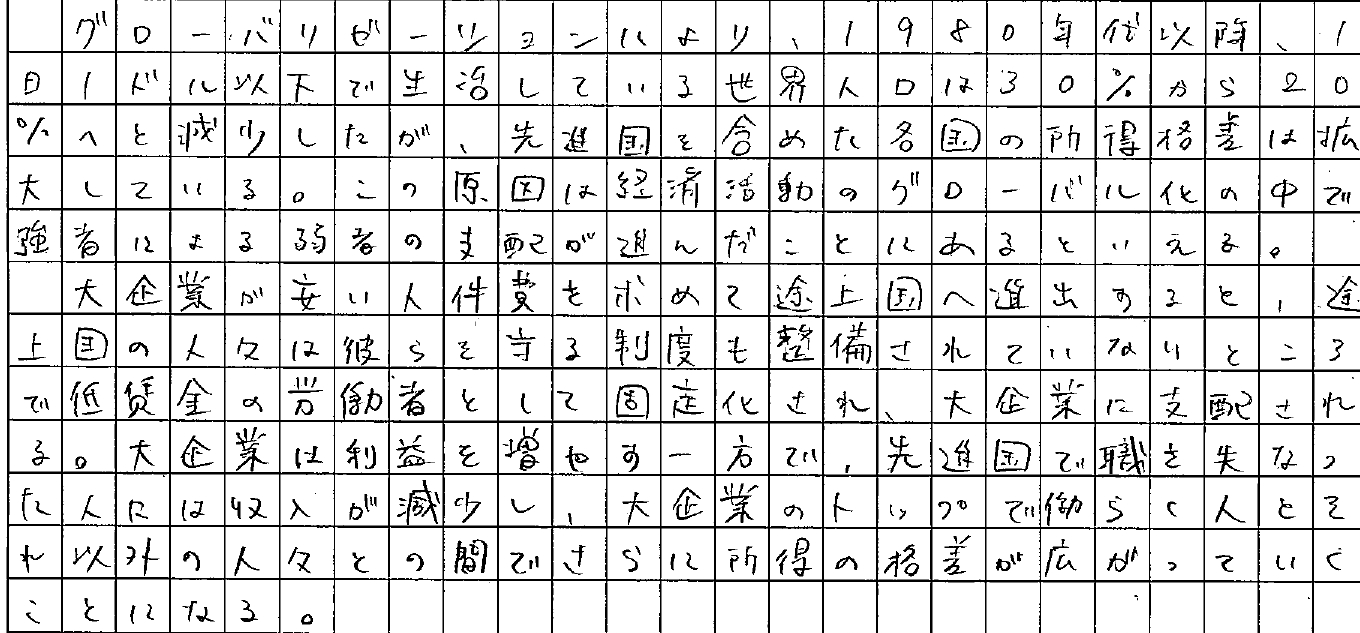 グローバリゼーションにより、1980年代以降、1
日1ドル以下で生活している世界人口は30%から20
%へと減少したが、先進国を含めた各国の所得格差は拡
大している。この原因は経済活動のグローバル化の中で
強者による弱者の支配が進んだことにあるといえる。
大企業が安い人件費を求めて途上国へ進出すると、途
上国の人々は彼らを守る制度も整備されていないところ
で低賃金の労働者として固定化され、大企業に支配され
る。大企業は利益を増やす一方で、先進国で職を失なっ
た人には収入が減少し、大企業のトップで働らく人とそ
れ以外の人々との間でさらに所得の格差が広がっていく
ことになる。